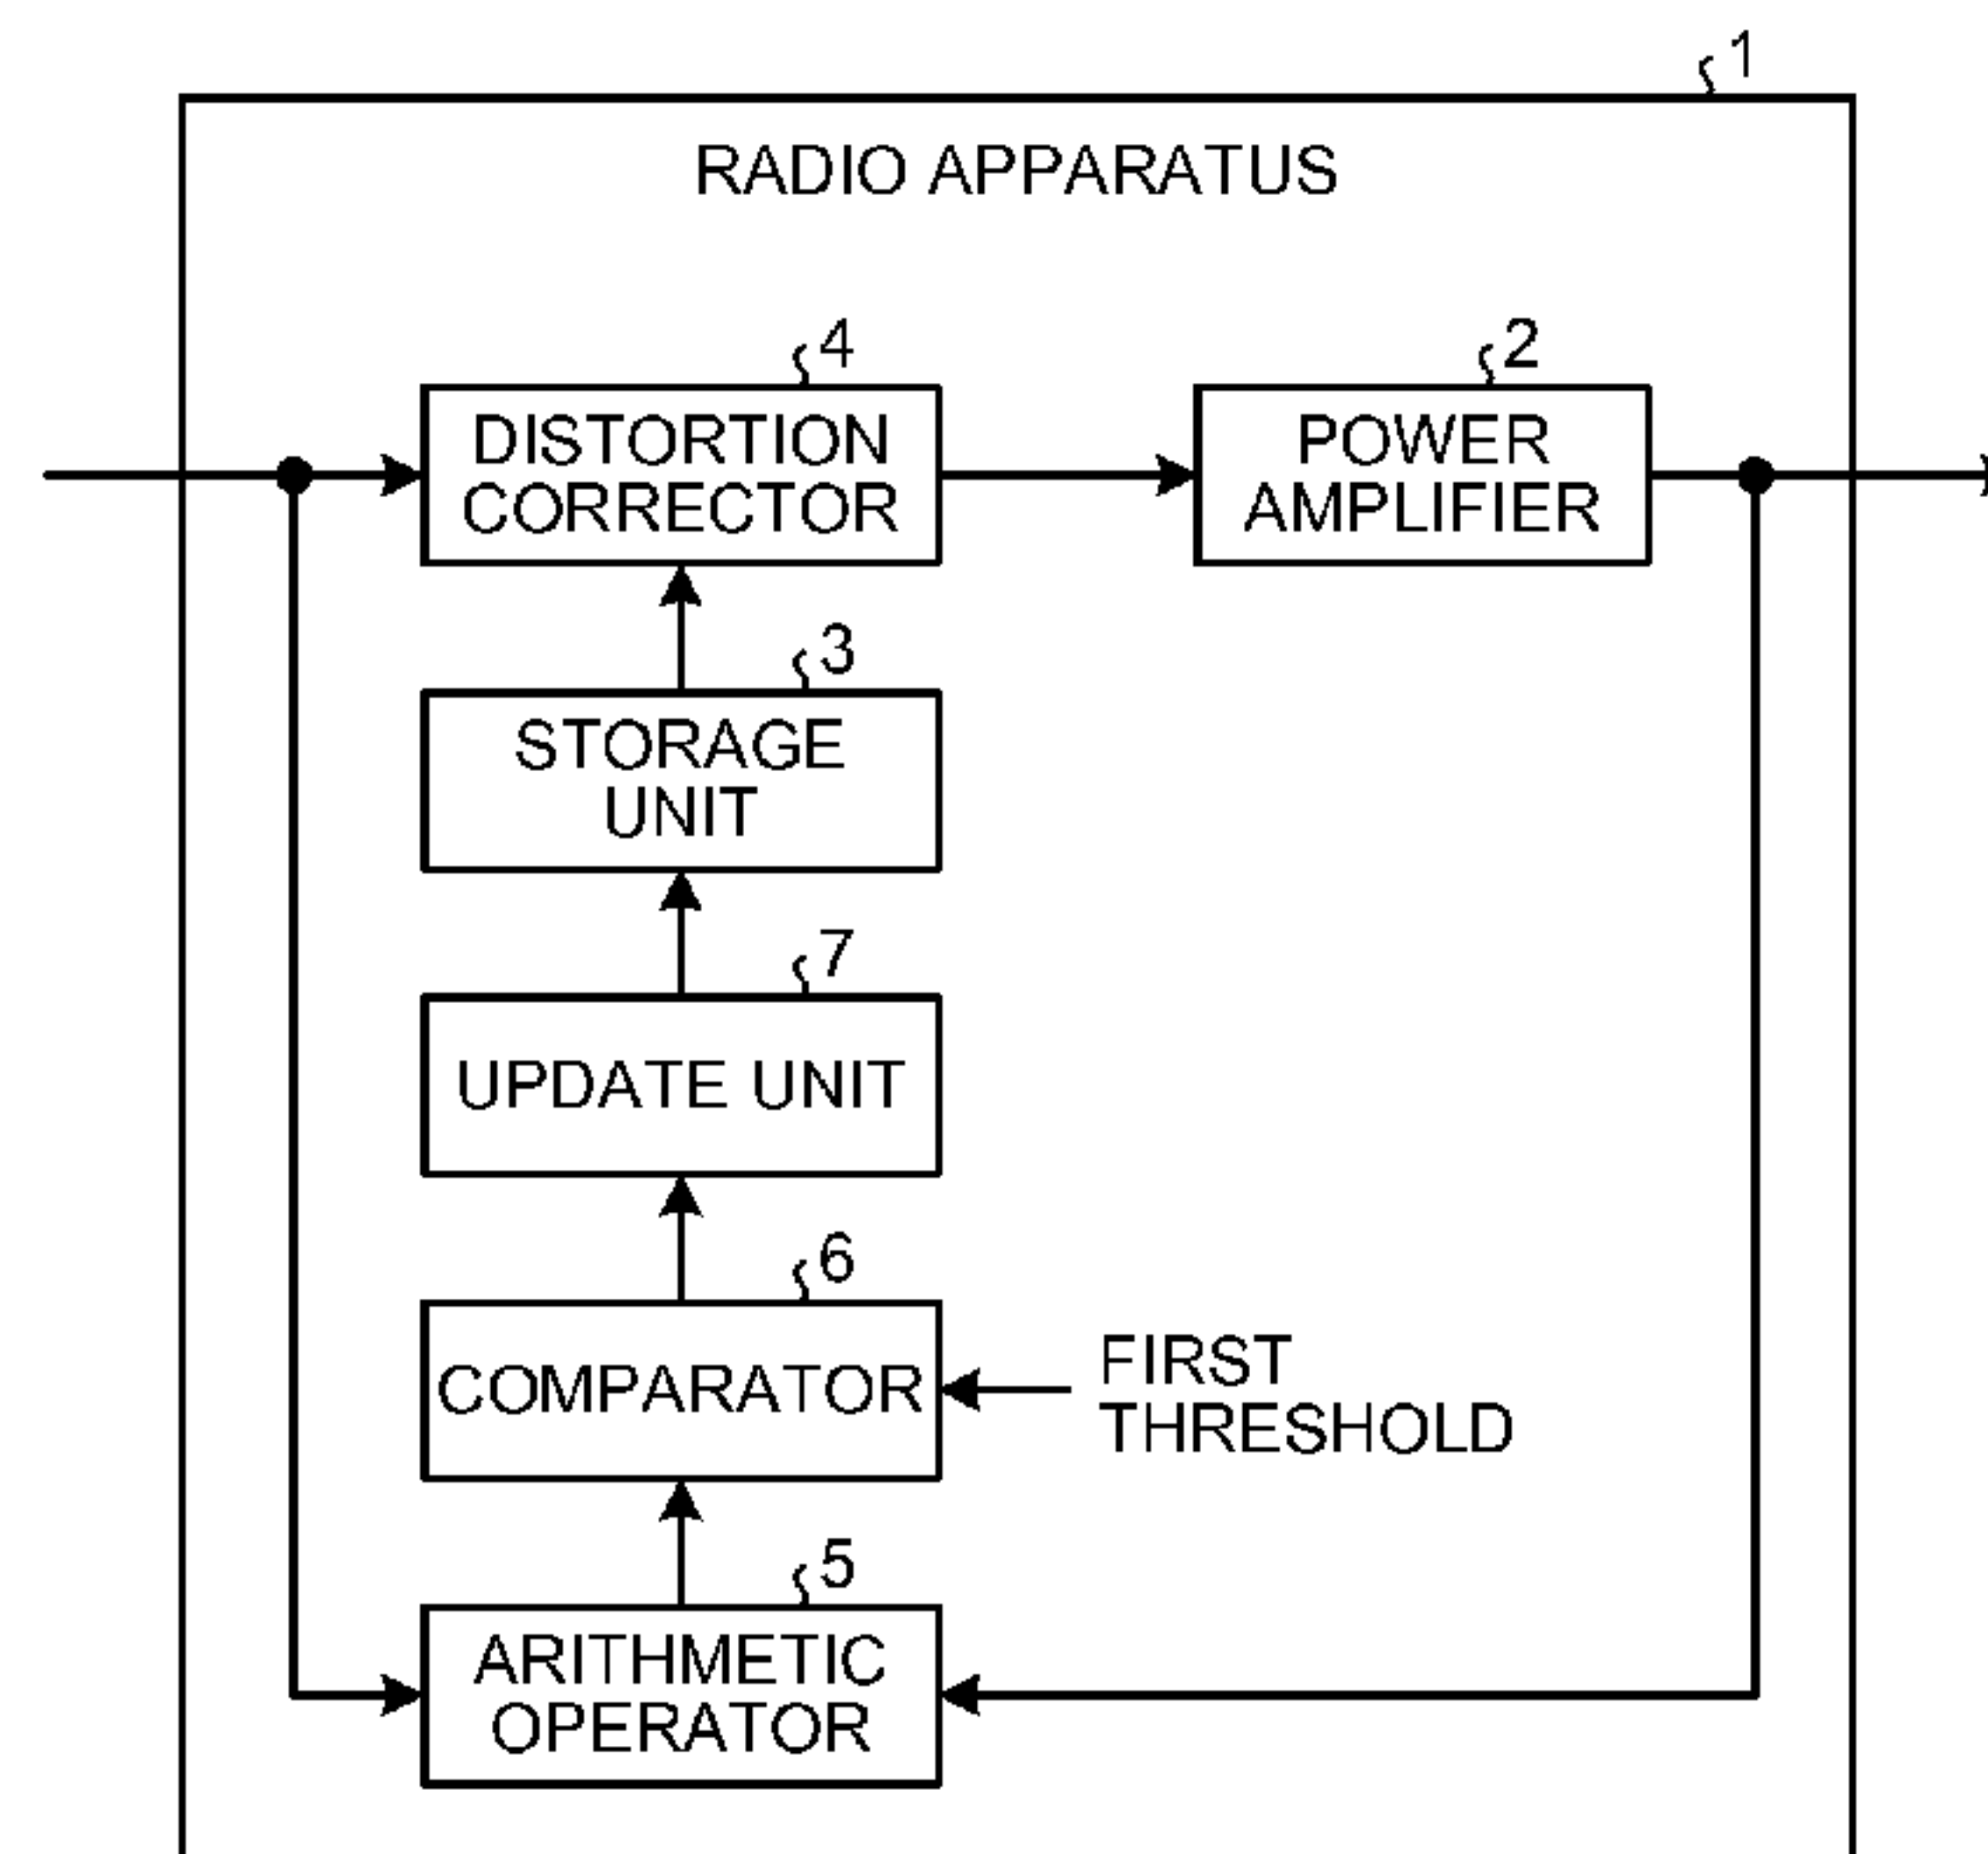 1
RADIO APPARATUS
4
DISTORTION
CORRECTOR
2
POWER
AMPLIFIER
3
STORAGE
UNIT
7
UPDATE UNIT
6
COMPARATOR
FIRST
THRESHOLD
5
ARITHMETIC
OPERATOR